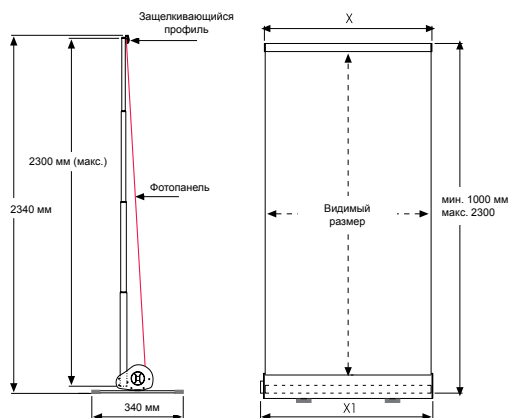 Защелкивающийся
профиль
X
2300 мм (макс.)
Фотопанель
2340 мм
Видимый
размер
мин. 1000 мм
макс. 2300
340 мм
X1